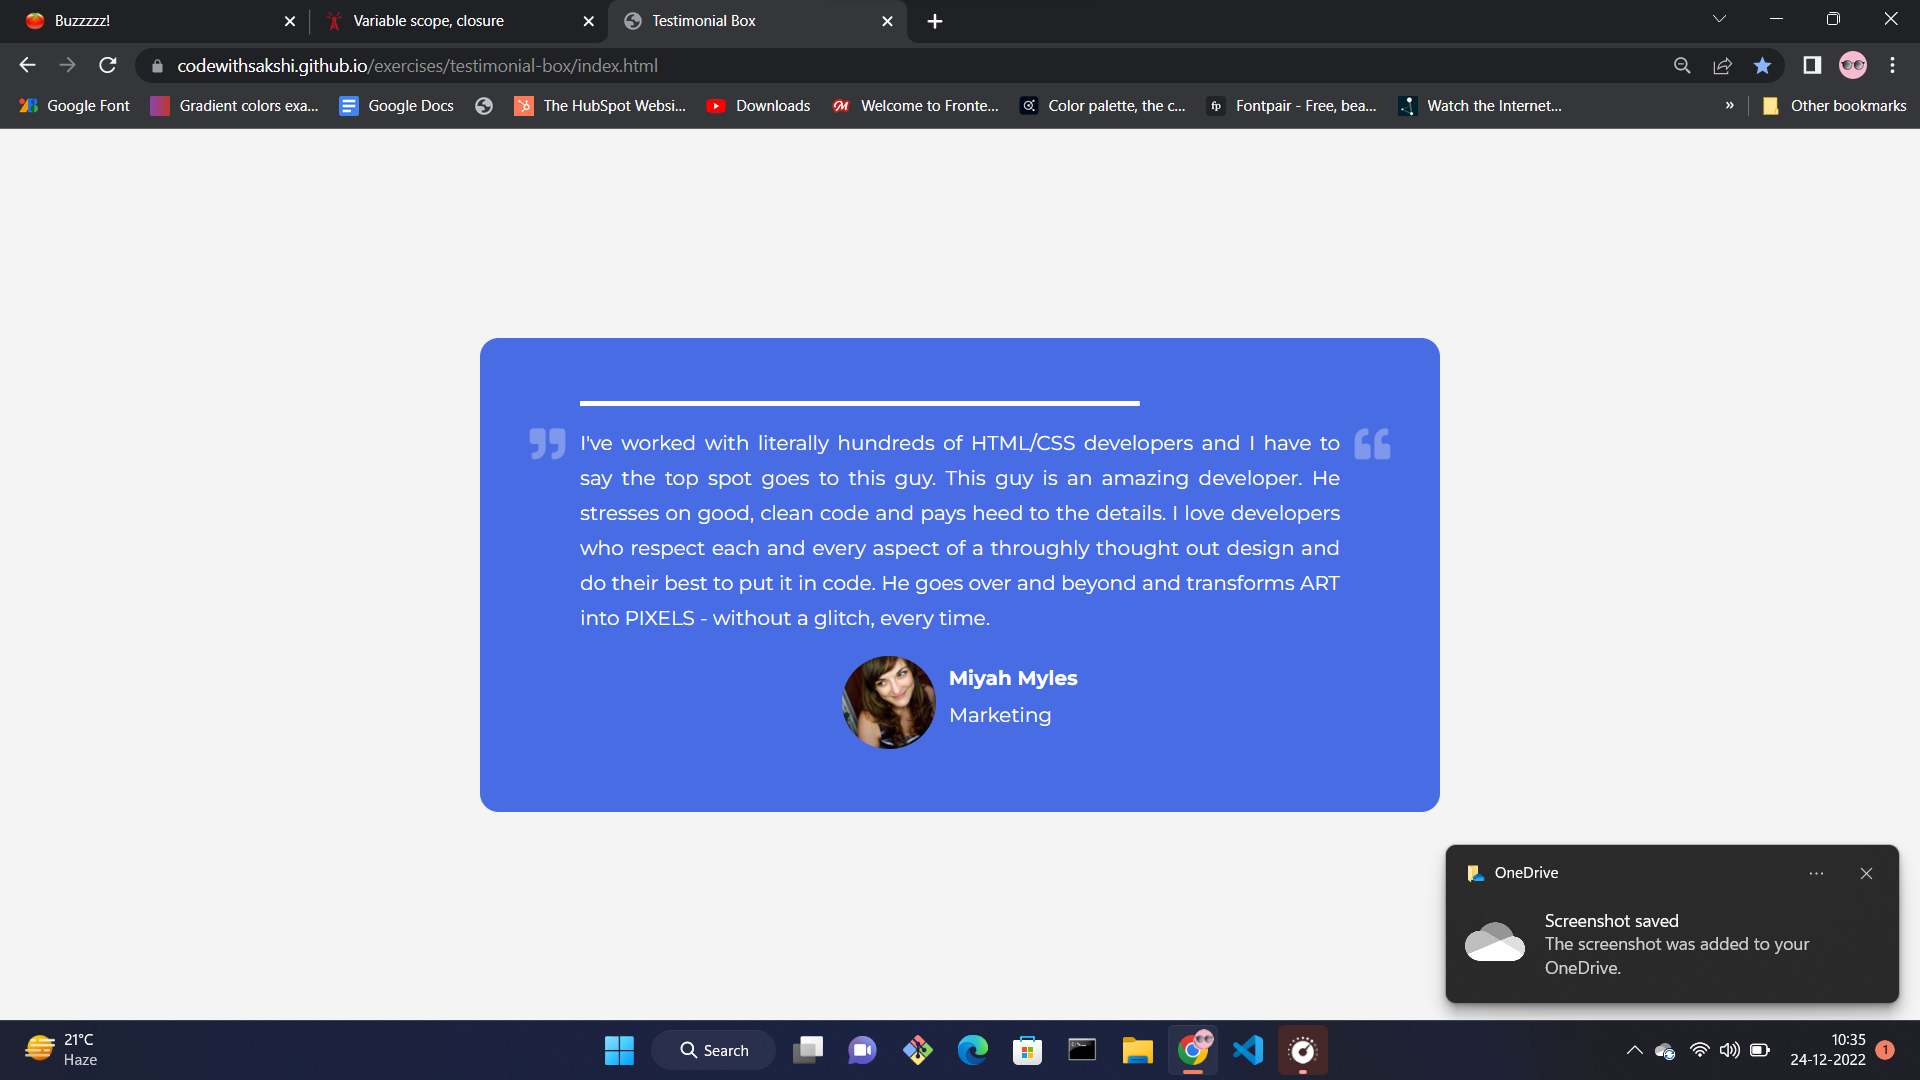 Buzzzzz!
Variable scope, closure
Testimonial Box
codewithsakshi.github.io/exercises/testimonial-box/index.html
Google Font
Gradient colors exa...
Google Docs
The HubSpot Websi...
Downloads
Welcome to Fronte...
Color palette, the c...
fp
Fontpair - Free, bea...
Watch the Internet...
»
Other bookmarks
I've worked with literally hundreds of HTML/CSS developers and I have to
say the top spot goes to this guy. This guy is an amazing developer. He
stresses on good, clean code and pays heed to the details. I love developers
who respect each and every aspect of a throughly thought out design and
do their best to put it in code. He goes over and beyond and transforms ART
into PIXELS - without a glitch, every time.
Miyah Myles
Marketing
OneDrive
Screenshot saved
The screenshot was added to your
OneDrive.
21°C
Haze
Search
10:35
24-12-2022
1